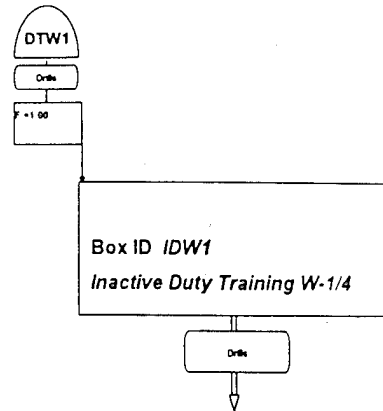 DTW1
Drills
F =1.00
Box ID IDW1
Inactive Duty Training W-1/4
Drills